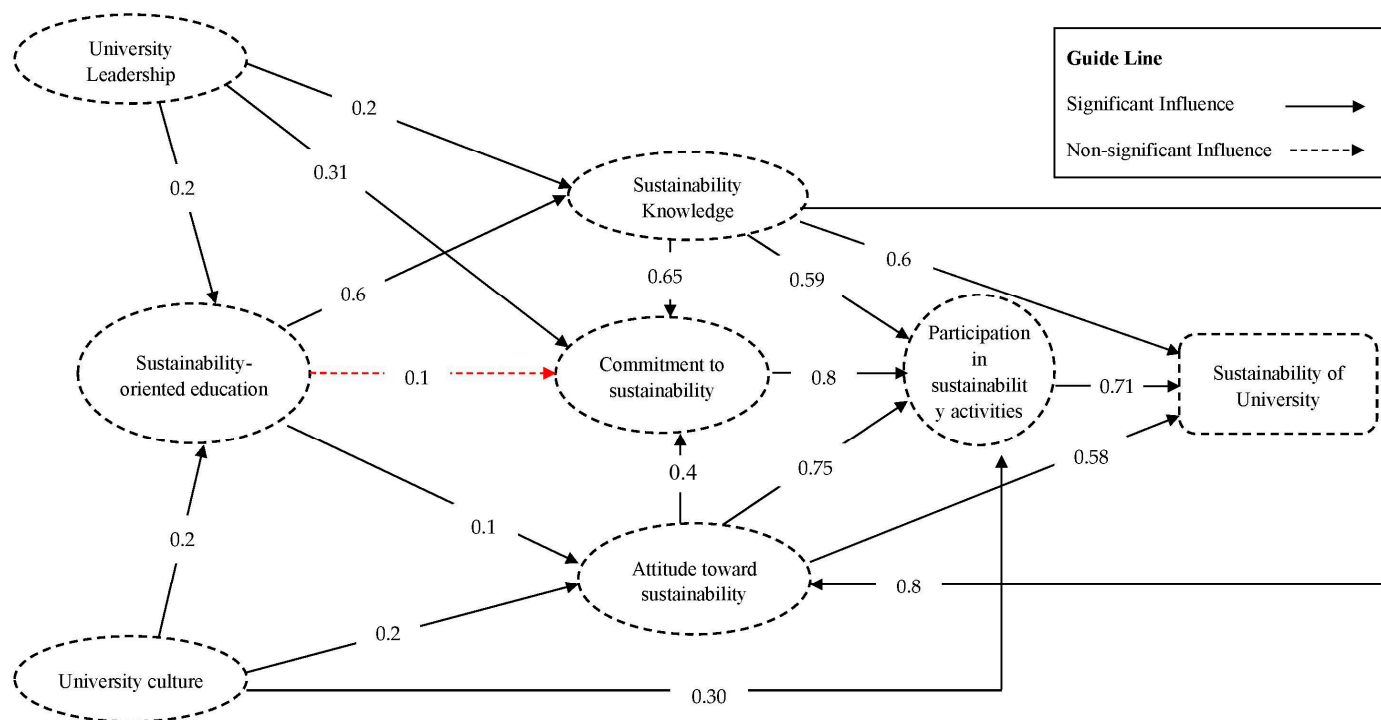 University
Leadership
Guide Line
Significant Influence
Non-significant Influence
0.2
0.31
0.2
Sustainability
Knowledge
0.6
0.65
0.59
0.6
Sustainability-
oriented education
0.1
Commitment to
sustainability
0.8
Participation
in
sustainabilit
y activities
0.71
Sustainability of
University
0.4
0.75
0.58
0.2
0.1
Attitude toward
sustainability
0.8
0.2
University culture
0.30